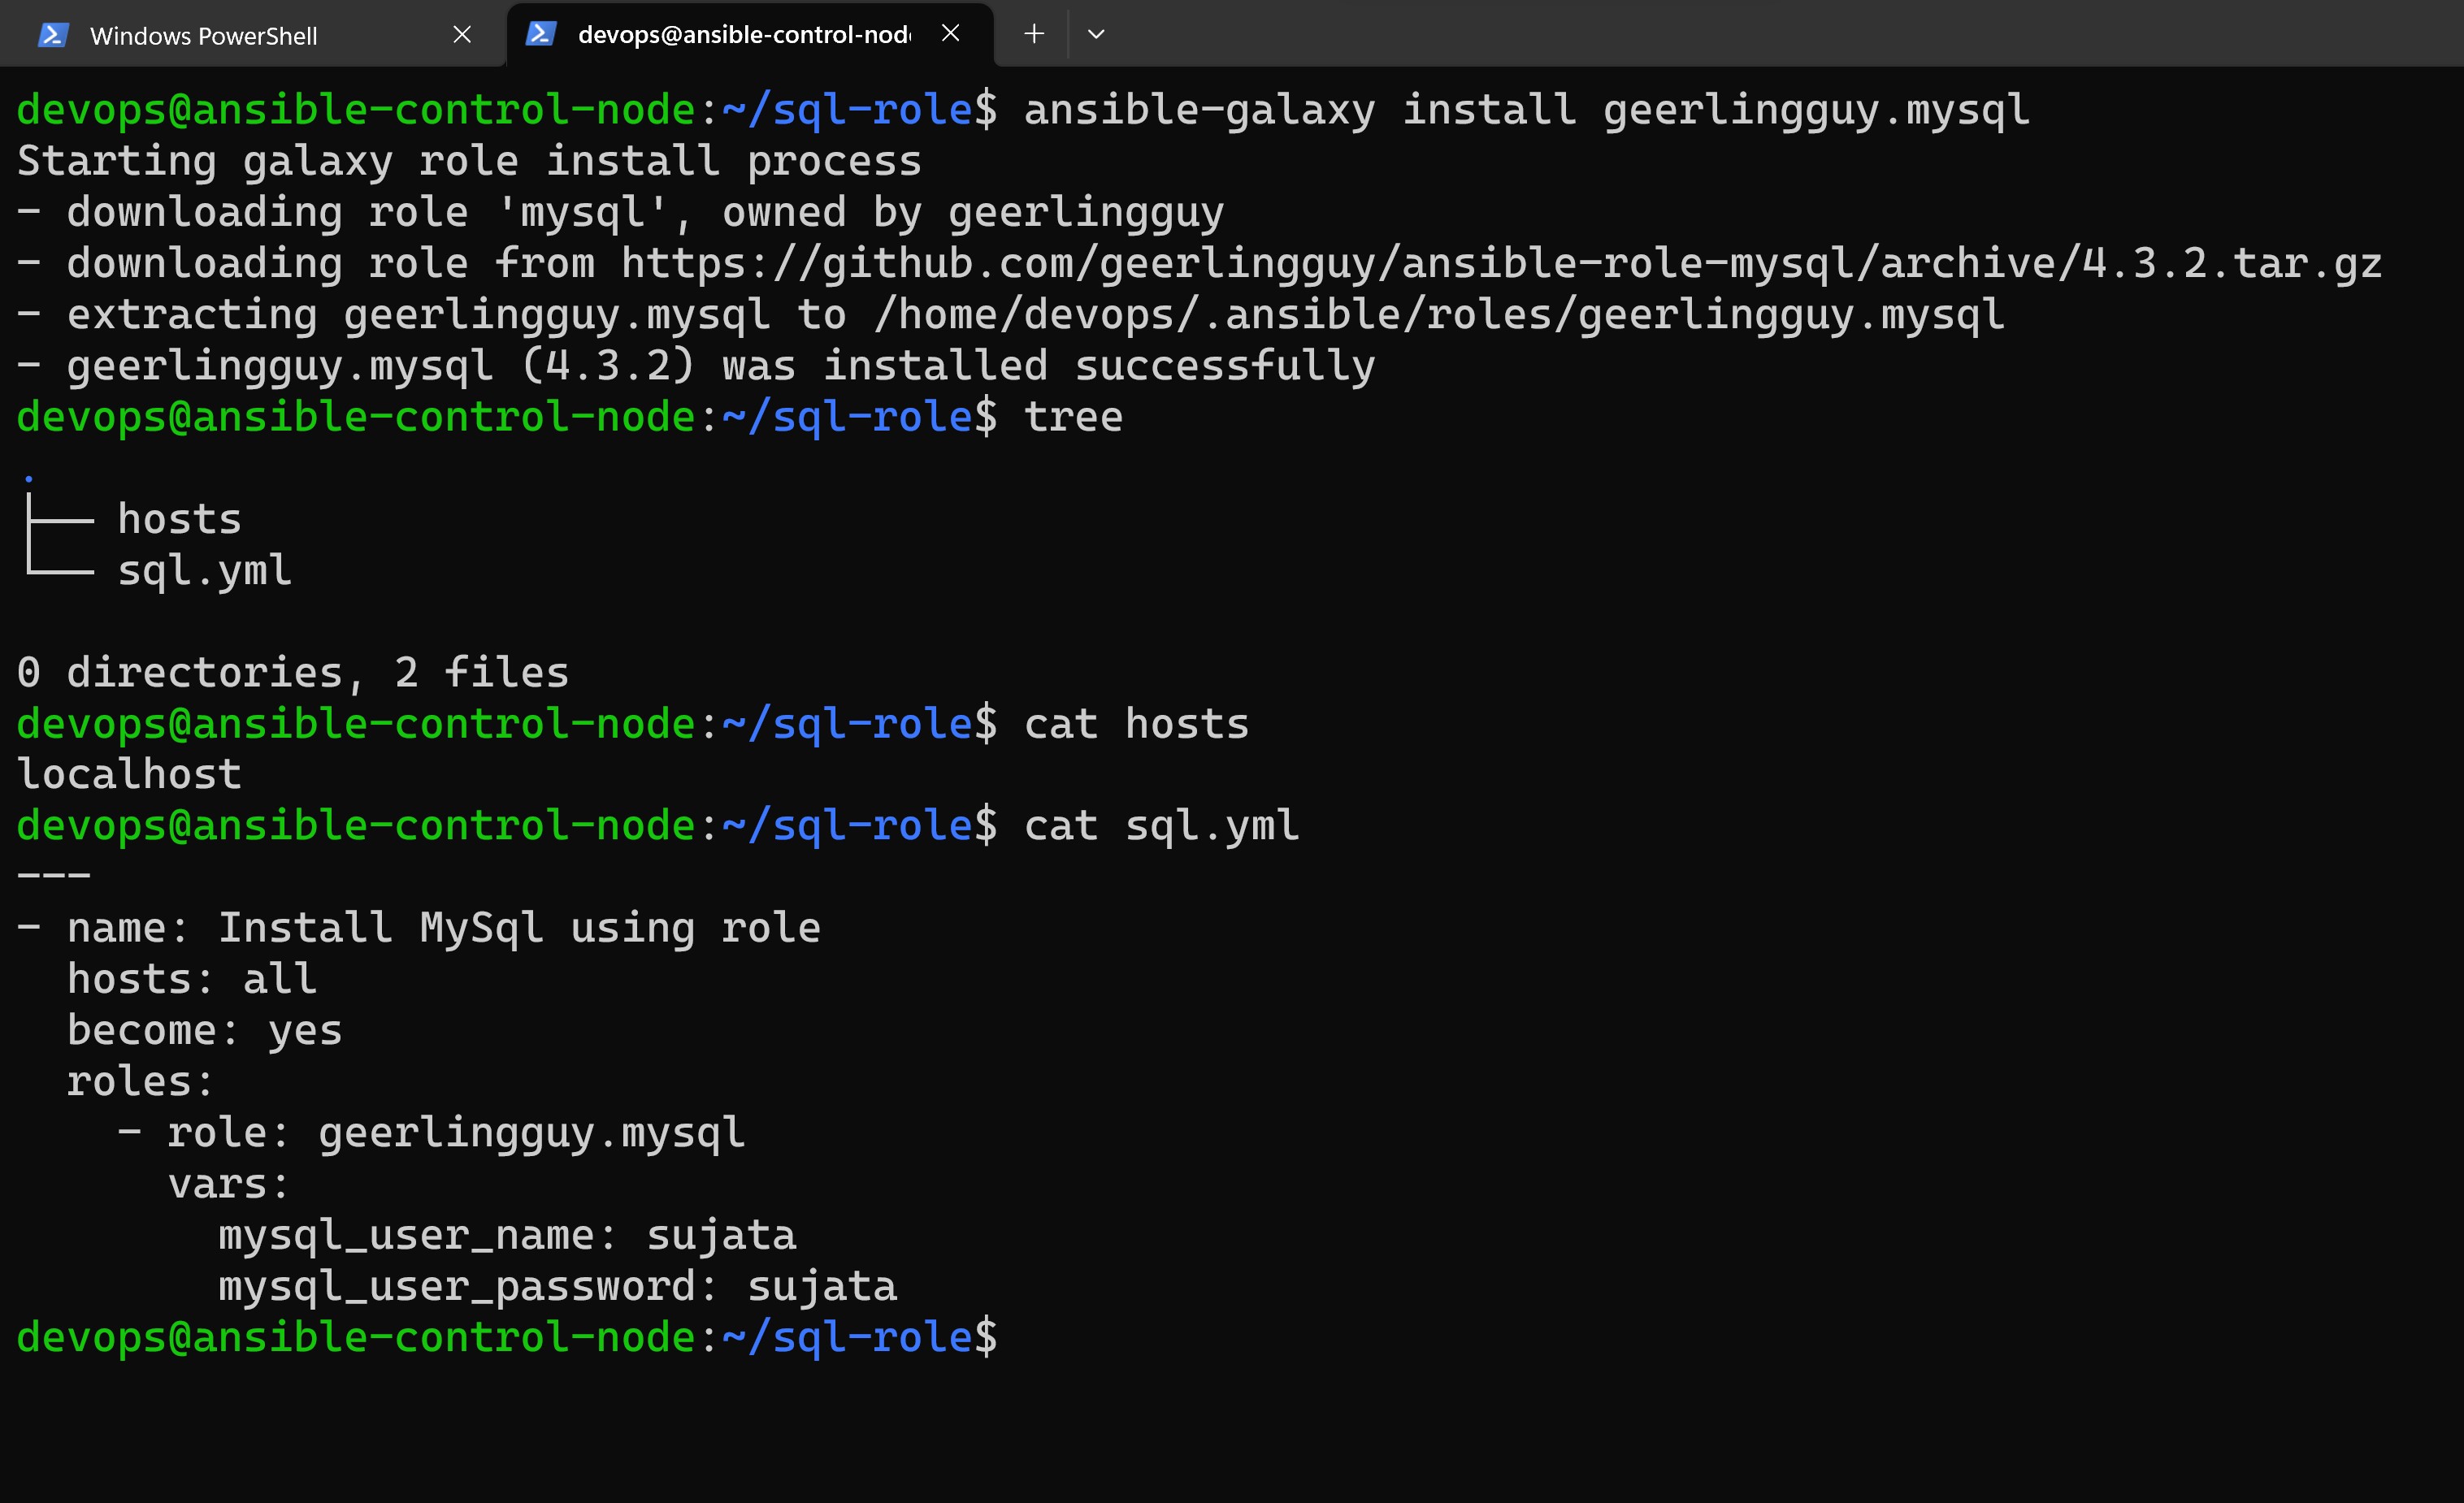 Windows PowerShell
devops@ansible-control-nod
devops@ansible-control-node:~/sql-role$ ansible-galaxy install geerlingguy.mysql
Starting galaxy role install process
- downloading role 'mysql', owned by geerlingguy
- downloading role from https://github.com/geerlingguy/ansible-role-mysql/archive/4.3.2.tar.gz
- extracting geerlingguy.mysql to /home/devops/.ansible/roles/geerlingguy.mysql
- geerlingguy.mysql (4.3.2) was installed successfully
devops@ansible-control-node:~/sql-role$ tree
.
├── hosts
└── sql.yml
0 directories, 2 files
devops@ansible-control-node:~/sql-role$ cat hosts
localhost
devops@ansible-control-node:~/sql-role$ cat sql.yml
---
- name: Install MySql using role
  hosts: all
  become: yes
  roles:
    - role: geerlingguy.mysql
      vars:
        mysql_user_name: sujata
        mysql_user_password: sujata
devops@ansible-control-node:~/sql-role$